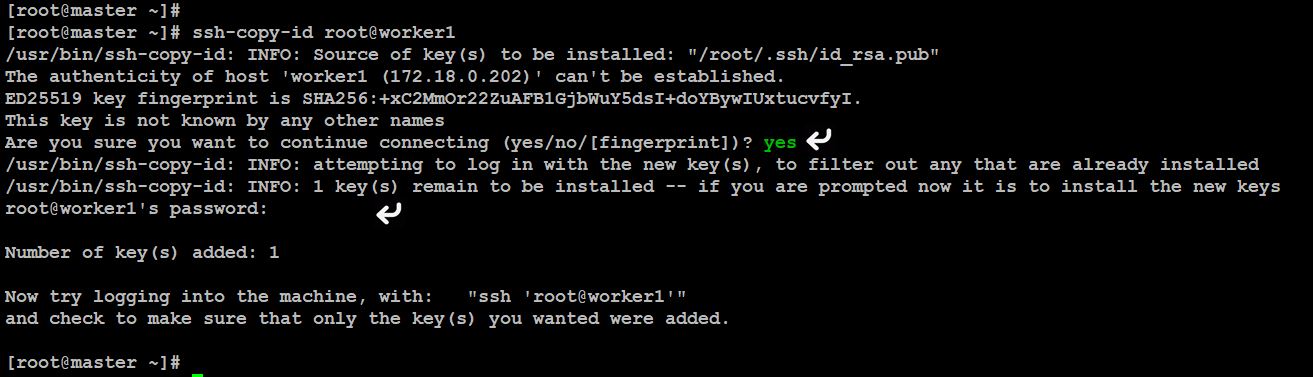 [root@master ~]#
[root@master ~]# ssh-copy-id root@worker1
/usr/bin/ssh-copy-id: INFO: Source of key(s) to be installed: "/root/.ssh/id_rsa.pub"
The authenticity of host 'worker1 (172.18.0.202)' can't be established.
ED25519 key fingerprint is SHA256:+xC2MmOr22ZuAFB1GjbWuY5dsI+doYBywIUxtucvfyI.
This key is not known by any other names
Are you sure you want to continue connecting (yes/no/[fingerprint])? yes
/usr/bin/ssh-copy-id: INFO: attempting to log in with the new key(s), to filter out any that are already installed
/usr/bin/ssh-copy-id: INFO: 1 key(s) remain to be installed -- if you are prompted now it is to install the new keys
root@worker1's password:
Number of key(s) added: 1
Now try logging into the machine, with:   "ssh 'root@worker1'"
and check to make sure that only the key(s) you wanted were added.
[root@master ~]#